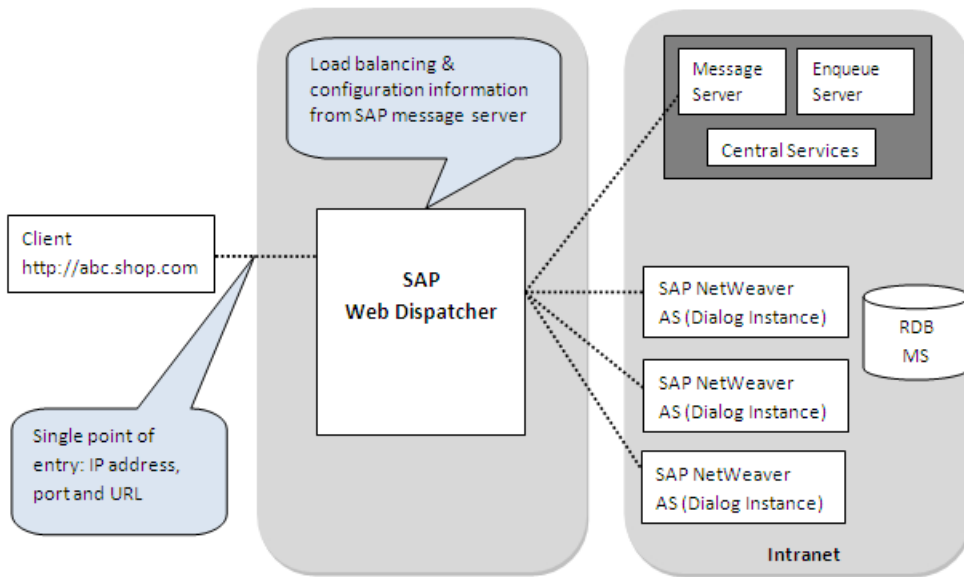 Load balancing &
configuration information
from SAP message server
Message
Server
Enqueue
Server
Central Services
Client
http://abc.shop.com
SAP
Web Dispatcher
SAP NetWeaver
AS (Dialog Instance)
RDB
MS
SAP NetWeaver
AS (Dialog Instance)
Single point of
entry: IP address,
port and URL
SAP NetWeaver
AS (Dialog Instance)
Intranet